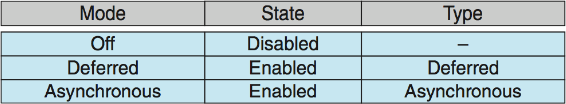 Mode State Type
Off Disabled –
Deferred Enabled Deferred
Asynchronous Enabled Asynchronous